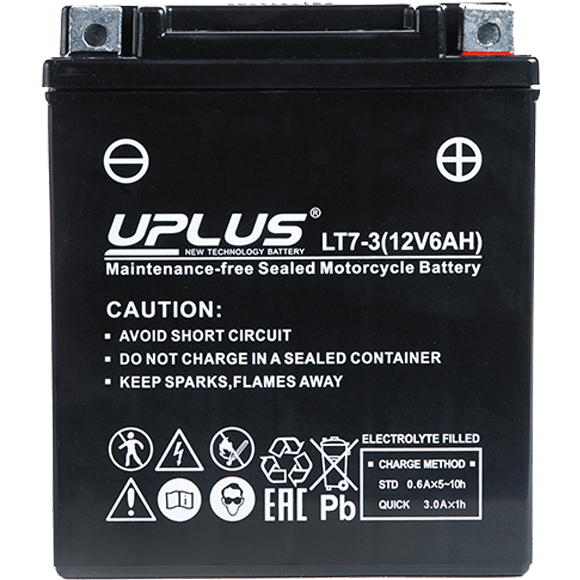 UPLUS®
NEW TECHNOLOGY BATTERY
LT7-3(12V6AH)
Maintenance-free Sealed Motorcycle Battery
CAUTION:
▪ AVOID SHORT CIRCUIT
▪ DO NOT CHARGE IN A SEALED CONTAINER
▪ KEEP SPARKS,FLAMES AWAY
ELECTROLYTE FILLED
▪ CHARGE METHOD
STD 0.6A×5~10h
QUICK 3.0A×1h
EAC Pb